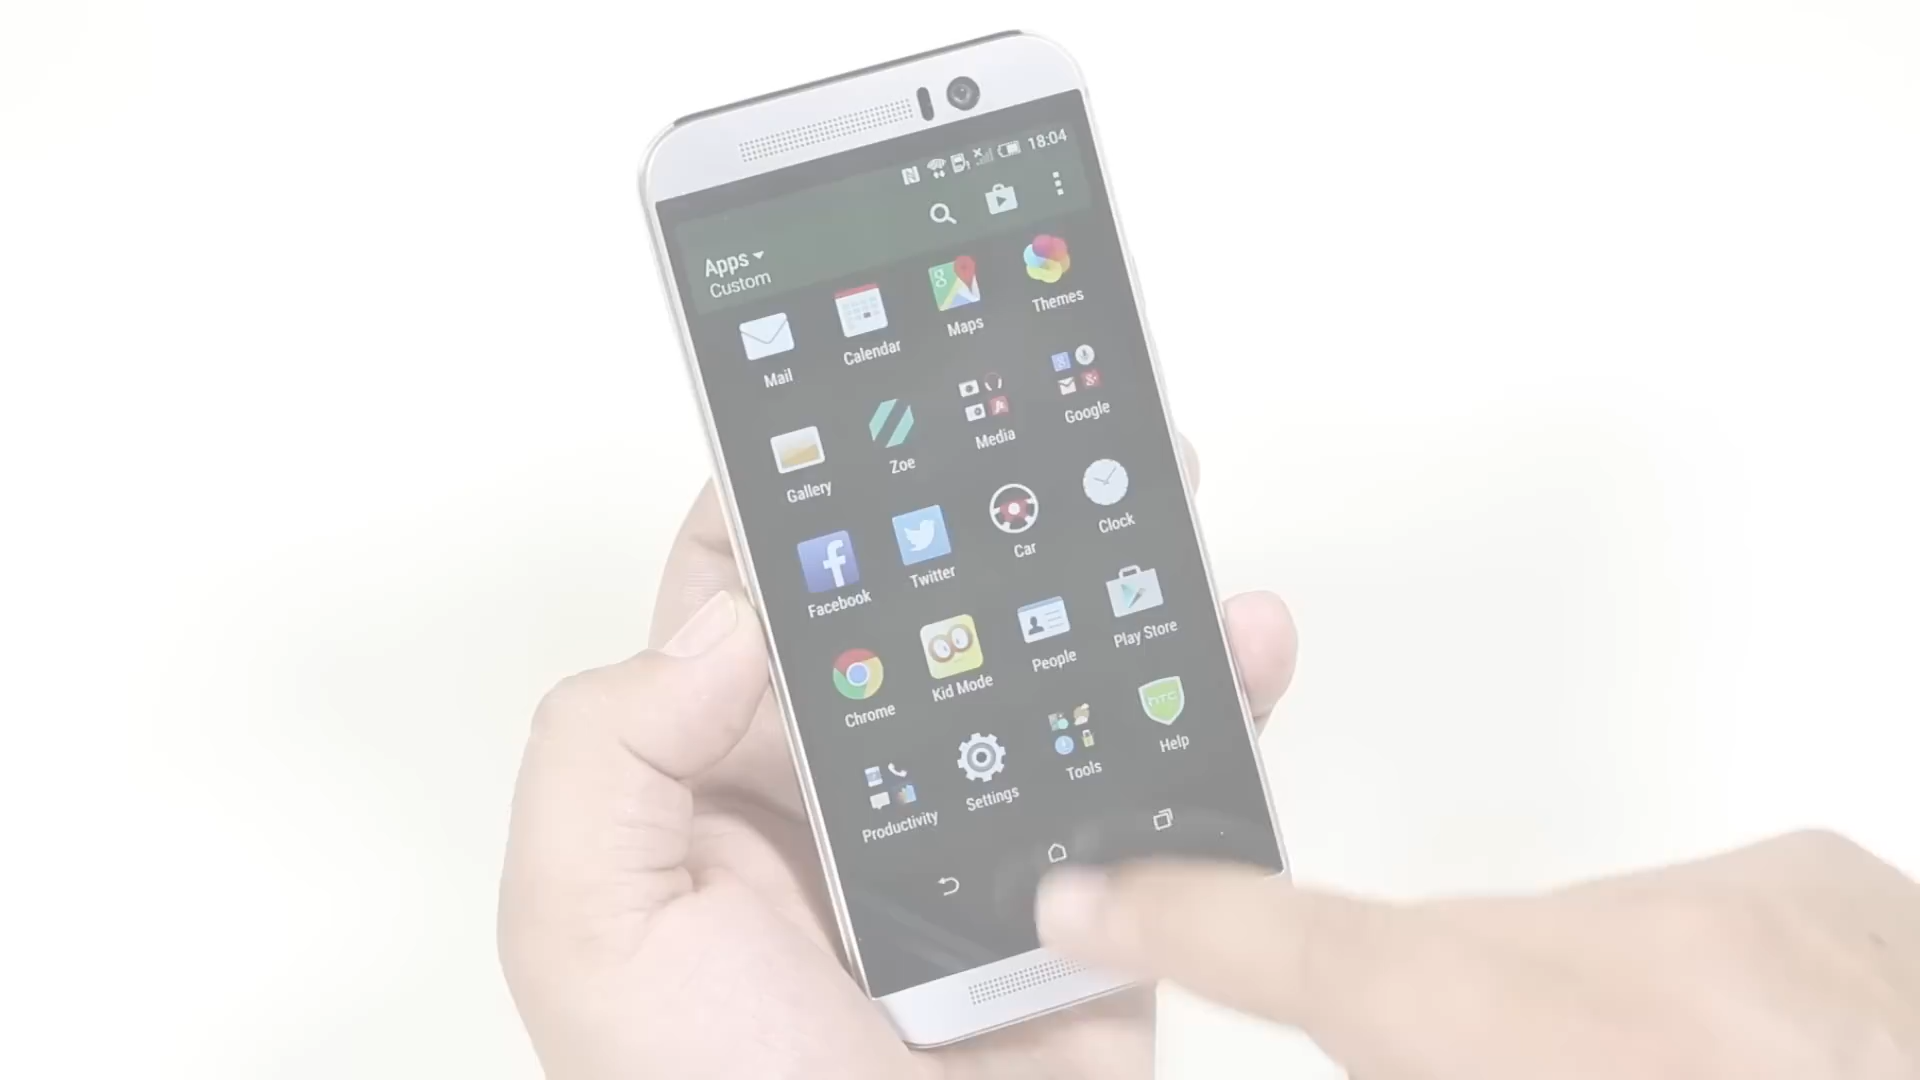 18:04
Apps
Custom
Mail
Calendar
Maps
Themes
Gallery
Zoe
Media
Google
Facebook
Twitter
Car
Clock
Chrome
Kid Mode
People
Play Store
Productivity
Settings
Tools
hTC
Help